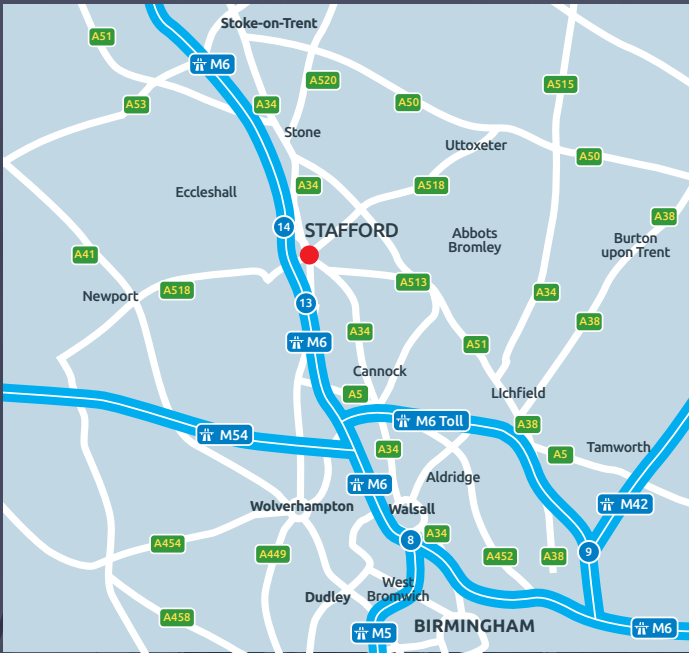 Stoke-on-Trent
A51
M6
A520
A515
A53
A34
A50
Stone
Uttoxeter
A50
Eccleshall
A34
A518
A38
14
STAFFORD
Abbots
Bromley
Burton
upon Trent
A41
A518
A513
A34
Newport
13
A38
M6
A34
A51
Cannock
A5
LIchfield
M54
M6 Toll
A38
A34
A5
Tamworth
Aldridge
M6
M42
Wolverhampton
Walsall
A34
8
A454
A449
A452
A38
9
West
Bromwich
Dudley
A458
M5
BIRMINGHAM
M6